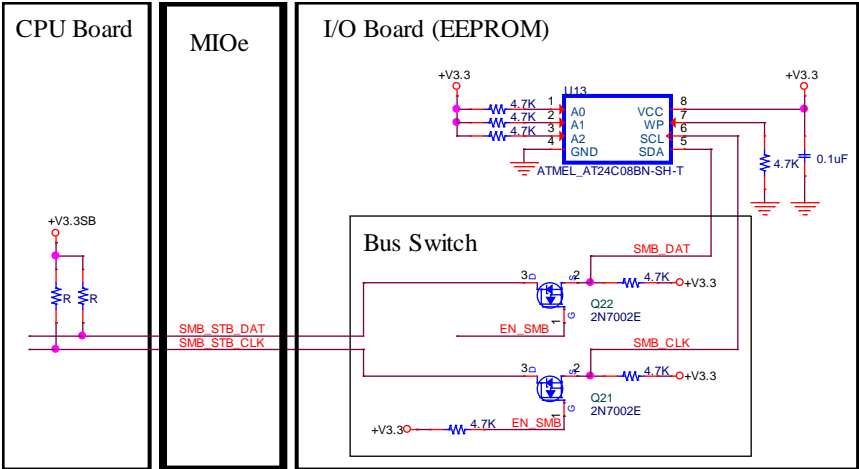 CPU Board
MIOe
I/O Board (EEPROM)
+V3.3
+V3.3
U13
1
4.7K
A0
VCC
8
2
4.7K
A1
WP
7
3
4.7K
A2
SCL
6
4
GND
SDA
5
ATMEL_AT24C08BN-SH-T
4.7K
0.1uF
+V3.3SB
R
R
Bus Switch
SMB_DAT
3
D
S
2
4.7K
+V3.3
G
1
Q22
2N7002E
EN_SMB
SMB_STB_DAT
SMB_STB_CLK
SMB_CLK
3
D
S
2
4.7K
+V3.3
G
1
Q21
2N7002E
+V3.3
4.7K
EN_SMB